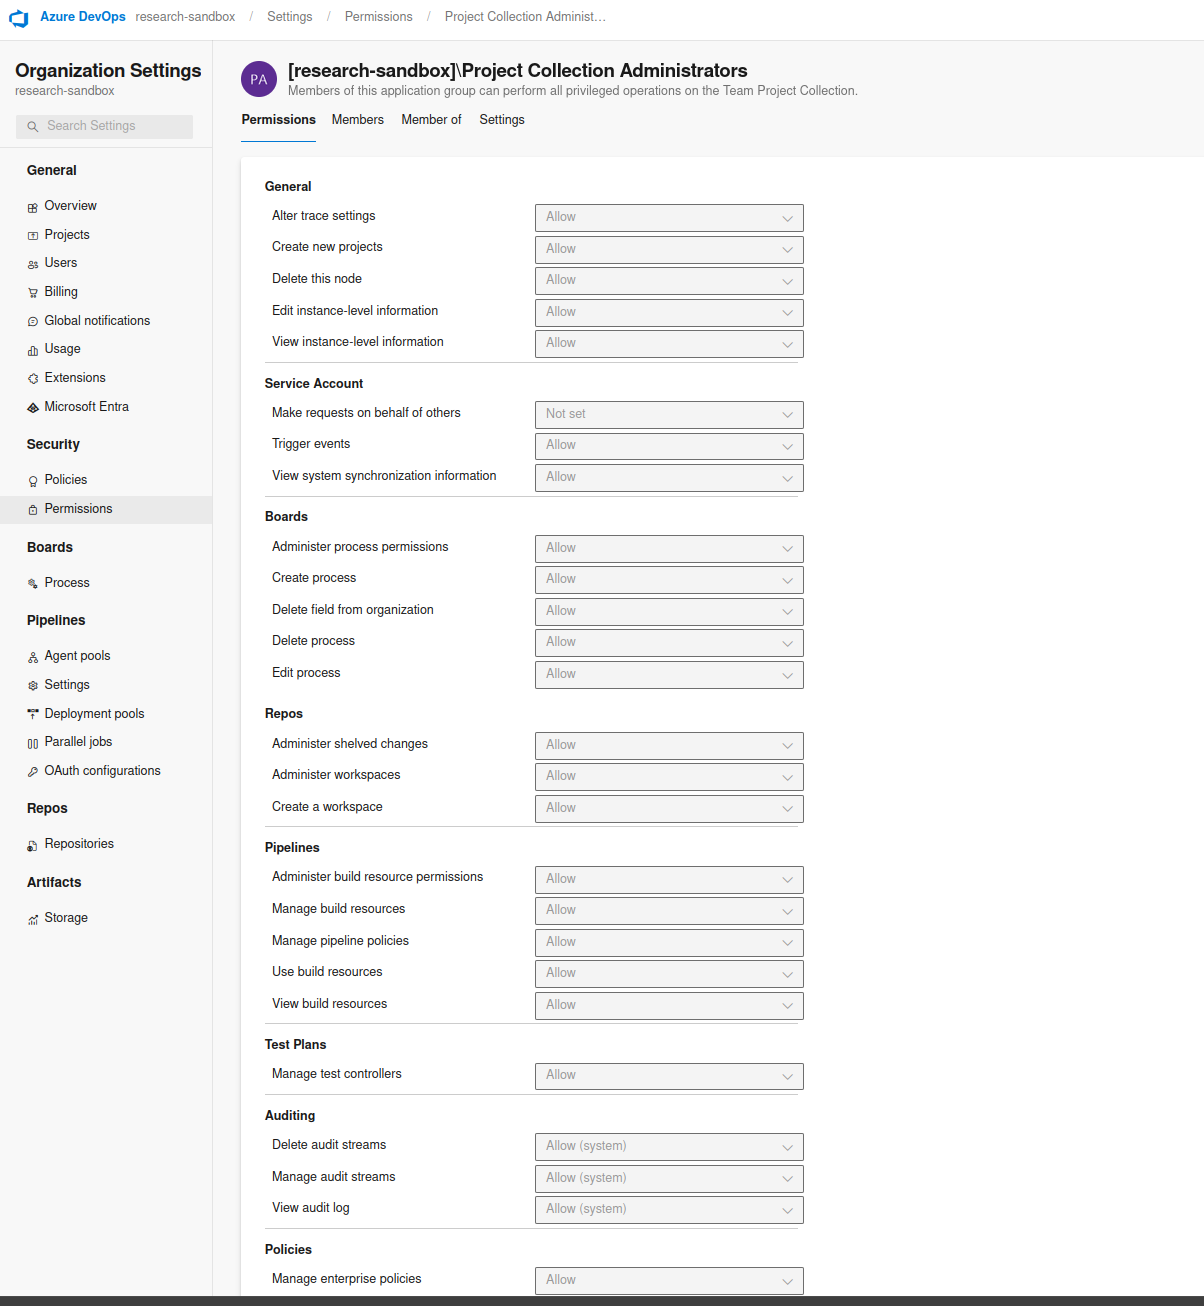 Azure DevOps research-sandbox / Settings / Permissions / Project Collection Administ...
Organization Settings
research-sandbox
Search Settings
General
Overview
Projects
Users
Billing
Global notifications
Usage
Extensions
Microsoft Entra
Security
Policies
Permissions
Boards
Process
Pipelines
Agent pools
Settings
Deployment pools
Parallel jobs
OAuth configurations
Repos
Repositories
Artifacts
Storage
PA
[research-sandbox]\Project Collection Administrators
Members of this application group can perform all privileged operations on the Team Project Collection.
Permissions Members Member of Settings
General
Alter trace settings Allow
Create new projects Allow
Delete this node Allow
Edit instance-level information Allow
View instance-level information Allow
Service Account
Make requests on behalf of others Not set
Trigger events Allow
View system synchronization information Allow
Boards
Administer process permissions Allow
Create process Allow
Delete field from organization Allow
Delete process Allow
Edit process Allow
Repos
Administer shelved changes Allow
Administer workspaces Allow
Create a workspace Allow
Pipelines
Administer build resource permissions Allow
Manage build resources Allow
Manage pipeline policies Allow
Use build resources Allow
View build resources Allow
Test Plans
Manage test controllers Allow
Auditing
Delete audit streams Allow (system)
Manage audit streams Allow (system)
View audit log Allow (system)
Policies
Manage enterprise policies Allow